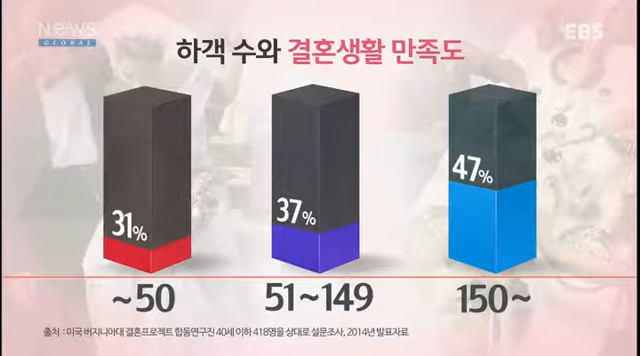 News
GLOBAL
EBS
하객 수와 결혼생활 만족도
31%
37%
47%
~50
51~149
150~
출처 : 미국 버지니아대 결혼프로젝트 합동연구진 40세 이하 418명을 상대로 설문조사, 2014년 발표자료